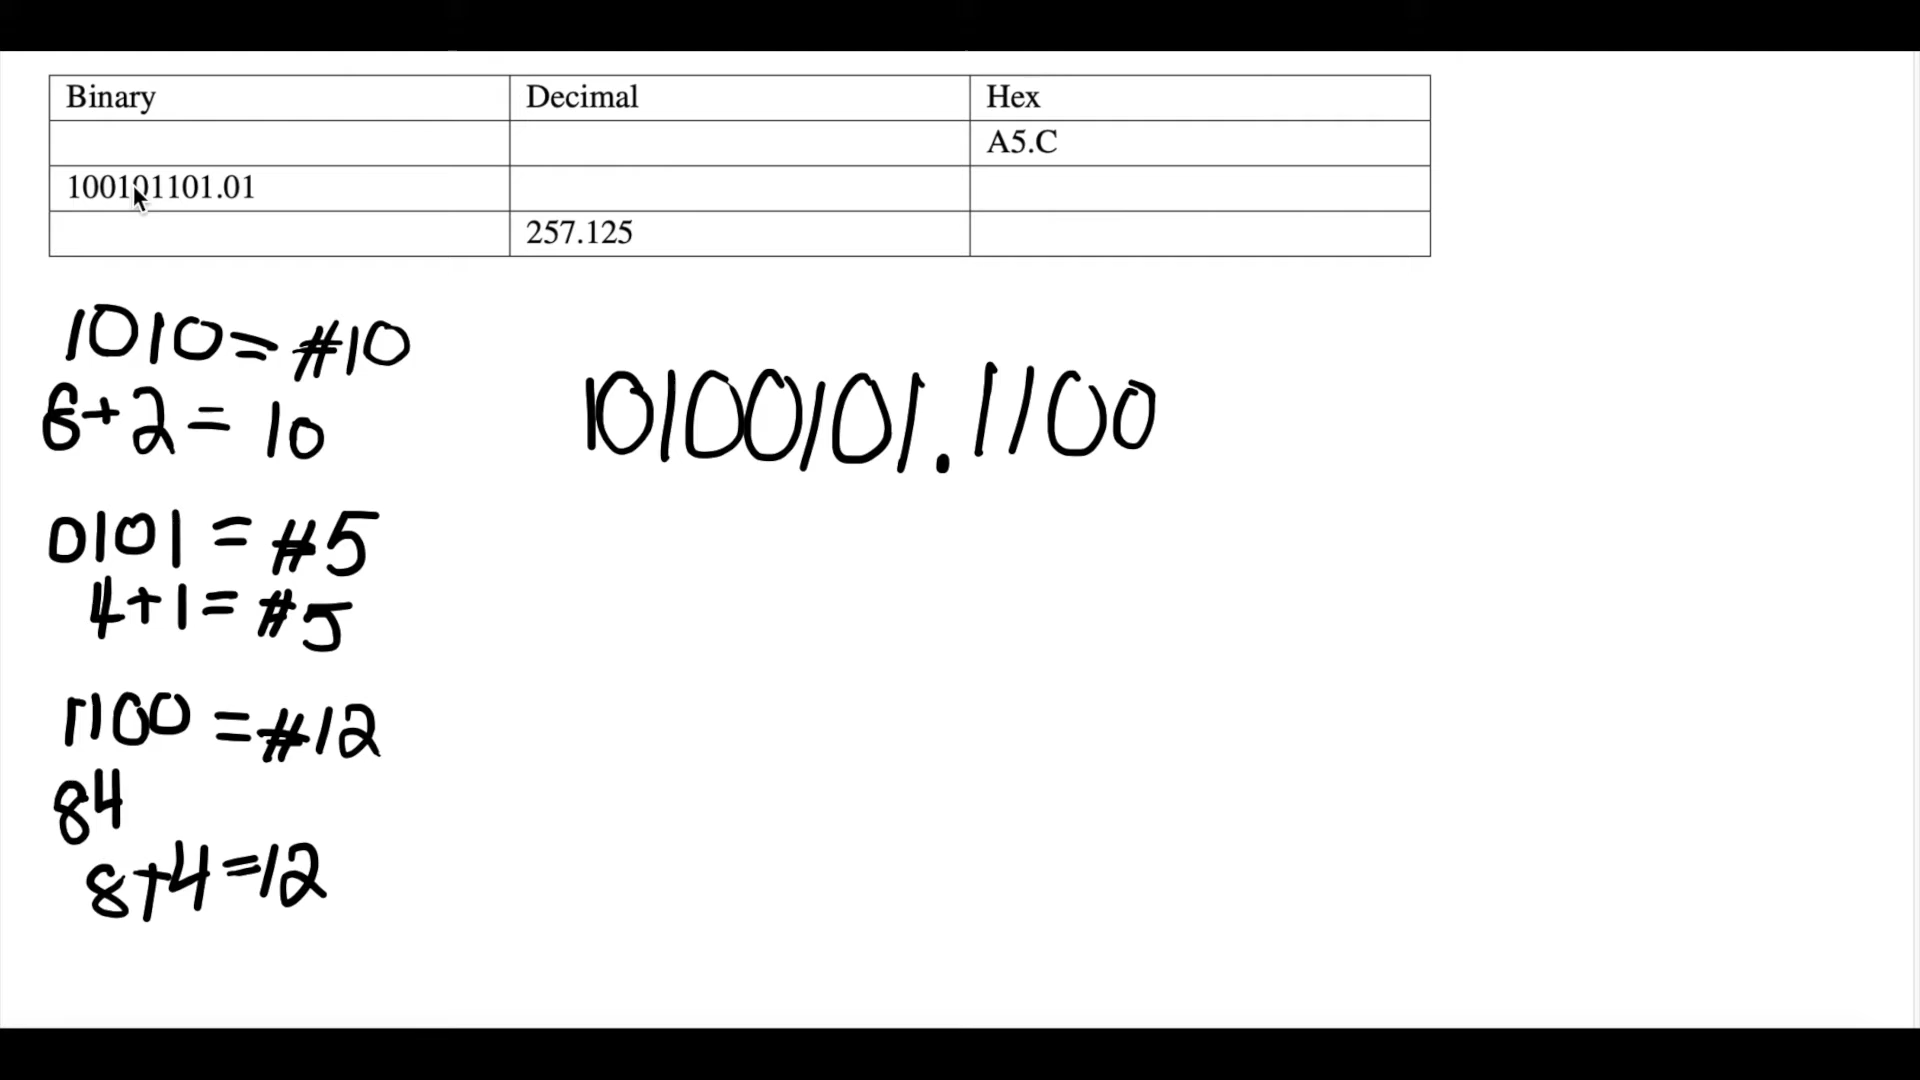 Binary Decimal Hex
A5.C
100101101.01
257.125
1010 = #10
8+2 = 10
10100101.1100
0101 = #5
4+1 = #5
1100 = #12
84
8+4=12